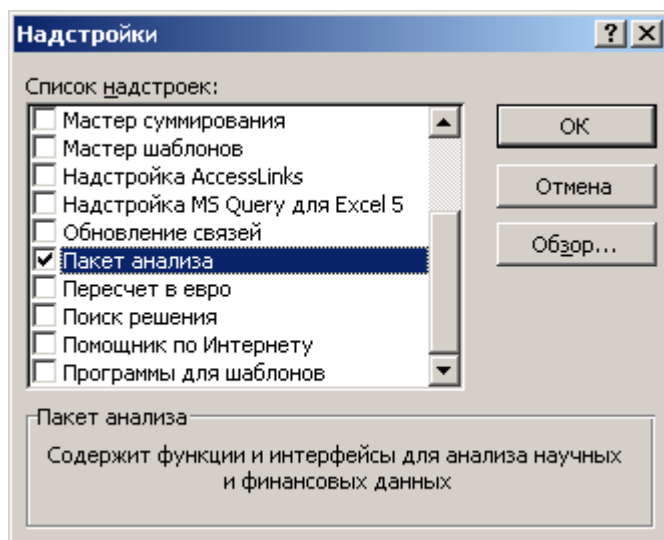 Надстройки
Список надстроек:
Мастер суммирования
Мастер шаблонов
Надстройка AccessLinks
Надстройка MS Query для Excel 5
Обновление связей
Пакет анализа
Пересчет в евро
Поиск решения
Помощник по Интернету
Программы для шаблонов
ОК
Отмена
Обзор...
Пакет анализа
Содержит функции и интерфейсы для анализа научных
и финансовых данных